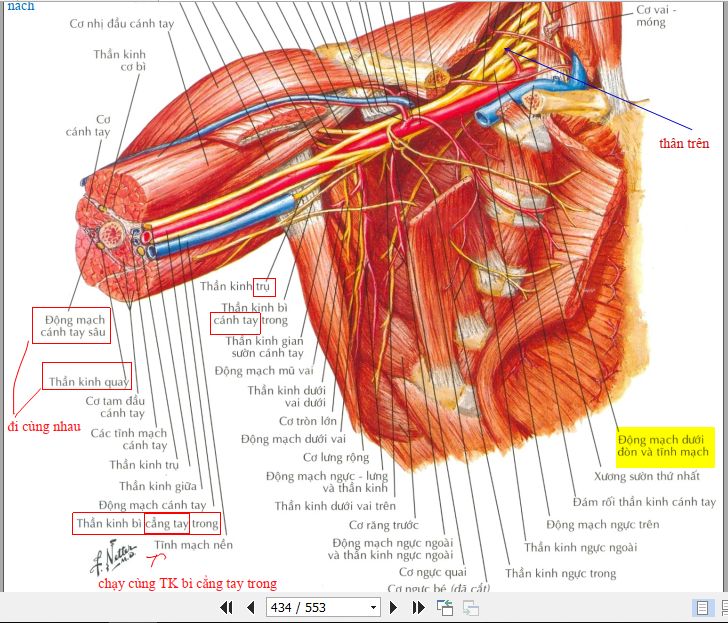 nách
Cơ nhị đầu cánh tay
Thần kinh
cơ bì
Cơ
cánh tay
Cơ vai -
móng
thân trên
Thần kinh trụ
Thần kinh bì
cánh tay trong
Thần kinh gian
sườn cánh tay
Động mạch mũ vai
Thần kinh dưới
vai dưới
Cơ tròn lớn
Động mạch dưới vai
Cơ lưng rộng
Động mạch ngực - lưng
và thần kinh
Thần kinh dưới vai trên
Cơ răng trước
Động mạch ngực ngoài
và thần kinh ngực ngoài
Cơ ngực quai
Cơ ngực bé (đã cắt)
Động mạch
cánh tay sâu
Thần kinh quay
đi cùng nhau
Cơ tam đầu
cánh tay
Các tĩnh mạch
cánh tay
Thần kinh trụ
Thần kinh giữa
Động mạch cánh tay
Thần kinh bì cẳng tay trong
Tĩnh mạch nền
F. Netter
M.D.
chạy cùng TK bì cẳng tay trong
Động mạch dưới
đòn và tĩnh mạch
Xương sườn thứ nhất
Đám rối thần kinh cánh tay
Động mạch ngực trên
Thần kinh ngực ngoài
Thần kinh ngực trong
434 / 553